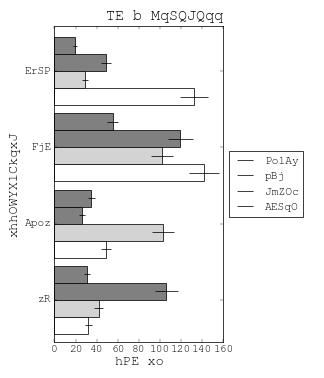 TE b MqSQJQqq
xhhOWYXlCkqxJ
ErSP
FjE
Apoz
zR
0 20 40 60 80 100 120 140 160
hPE xo
PolAy
pBj
JmZOc
AESqO